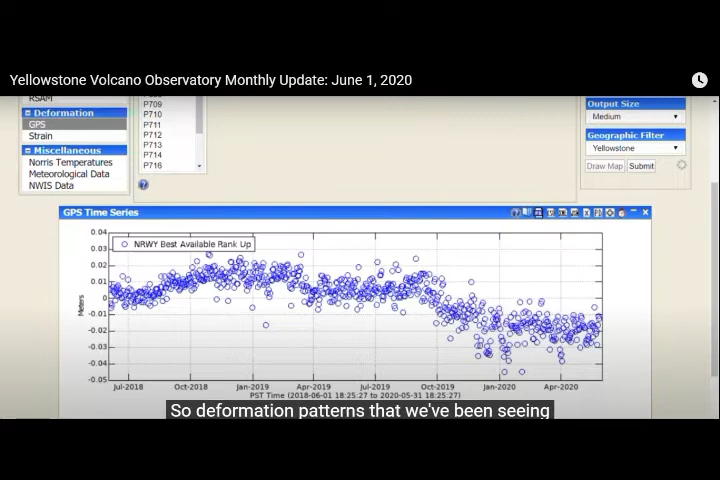 Yellowstone Volcano Observatory Monthly Update: June 1, 2020
RSAM
Deformation
GPS
Strain
Miscellaneous
Norris Temperatures
Meteorological Data
NWIS Data
P709
P710
P711
P712
P713
P714
P716
Output Size
Medium
Geographic Filter
Yellowstone
Draw Map Submit
GPS Time Series
NRWY Best Available Rank Up
0.04
0.03
0.02
0.01
0
-0.01
-0.02
-0.03
-0.04
-0.05
Meters
Jul-2018 Oct-2018 Jan-2019 Apr-2019 Jul-2019 Oct-2019 Jan-2020 Apr-2020
PST Time (2018-06-01 18:25:27 to 2020-05-31 18:25:27)
So deformation patterns that we've been seeing